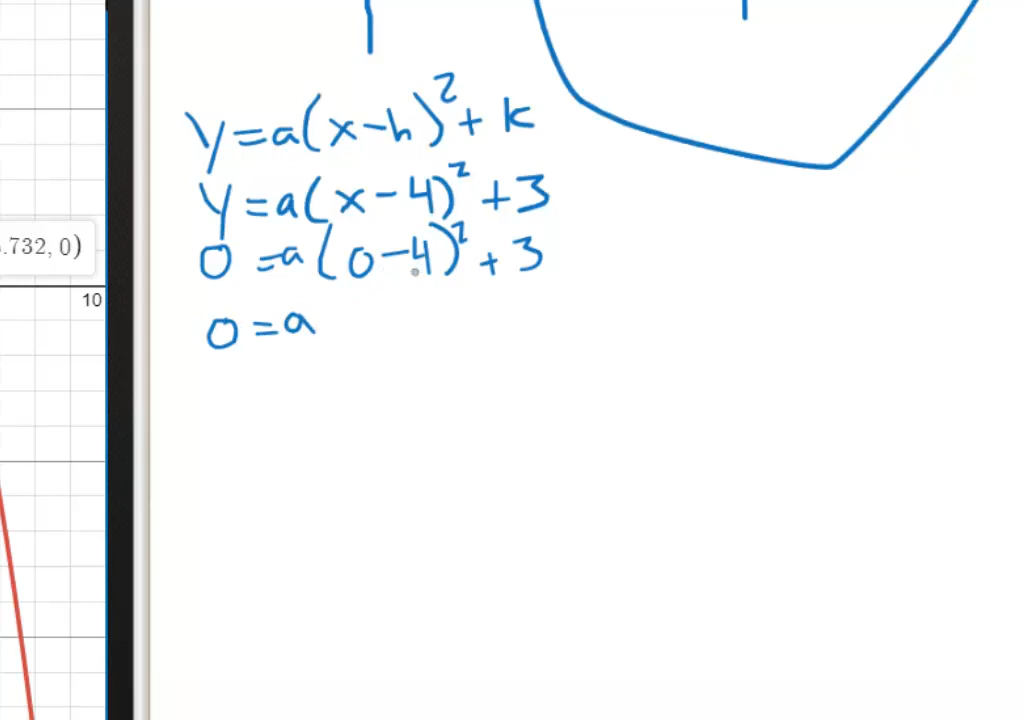 y=a(x-h)²+k
y=a(x-4)²+3
.732, 0)
0=a(0-4)²+3
10
0=a